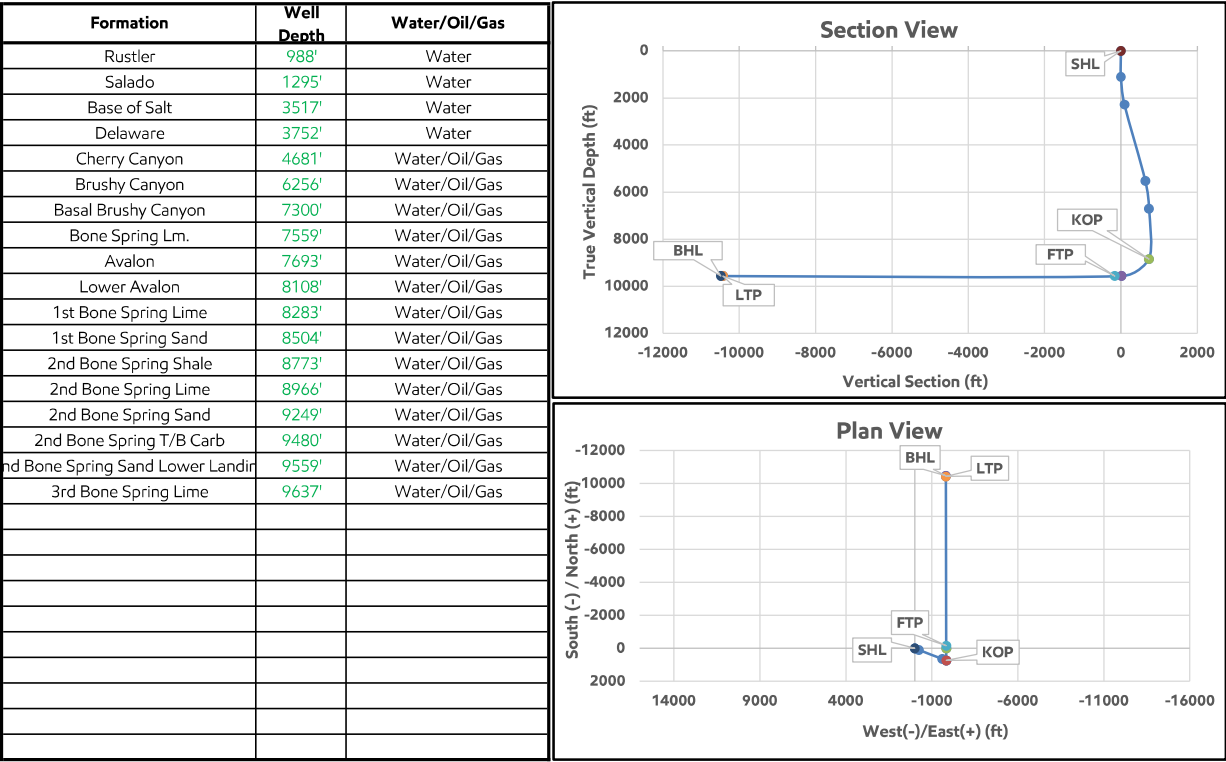 Formation Well Depth Water/Oil/Gas
Rustler 988' Water
Salado 1295' Water
Base of Salt 3517' Water
Delaware 3752' Water
Cherry Canyon 4681' Water/Oil/Gas
Brushy Canyon 6256' Water/Oil/Gas
Basal Brushy Canyon 7300' Water/Oil/Gas
Bone Spring Lm. 7559' Water/Oil/Gas
Avalon 7693' Water/Oil/Gas
Lower Avalon 8108' Water/Oil/Gas
1st Bone Spring Lime 8283' Water/Oil/Gas
1st Bone Spring Sand 8504' Water/Oil/Gas
2nd Bone Spring Shale 8773' Water/Oil/Gas
2nd Bone Spring Lime 8966' Water/Oil/Gas
2nd Bone Spring Sand 9249' Water/Oil/Gas
2nd Bone Spring T/B Carb 9480' Water/Oil/Gas
nd Bone Spring Sand Lower Landin 9559' Water/Oil/Gas
3rd Bone Spring Lime 9637' Water/Oil/Gas
Section View
True Vertical Depth (ft)
0
2000
4000
6000
8000
10000
12000
SHL
KOP
FTP
BHL
LTP
-12000 -10000 -8000 -6000 -4000 -2000 0 2000
Vertical Section (ft)
Plan View
South (-) / North (+) (ft)
-12000
-10000
-8000
-6000
-4000
-2000
0
2000
BHL
LTP
FTP
SHL
KOP
14000 9000 4000 -1000 -6000 -11000 -16000
West(-)/East(+) (ft)